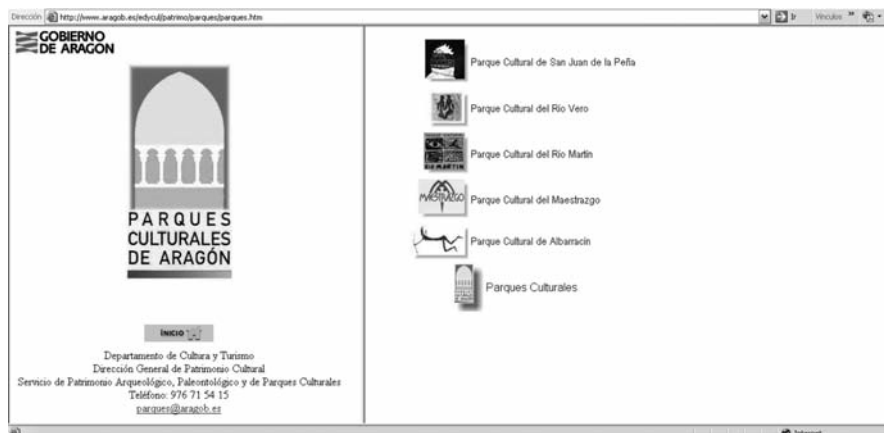 Dirección http://www.aragob.es/edycul/patrimo/parques/parques.htm
Ir
Vínculos
GOBIERNO
DE ARAGON
PARQUES
CULTURALES
DE ARAGÓN
INICIO
Departamento de Cultura y Turismo
Dirección General de Patrimonio Cultural
Servicio de Patrimonio Arqueológico, Paleontológico y de Parques Culturales
Teléfono: 976 71 54 15
parques@aragob.es
Parque Cultural de San Juan de la Peña
Parque Cultural del Río Vero
RIO MARTIN
Parque Cultural del Río Martín
MAESTRAZGO
Parque Cultural del Maestrazgo
Parque Cultural de Albarracín
Parques Culturales
Internet